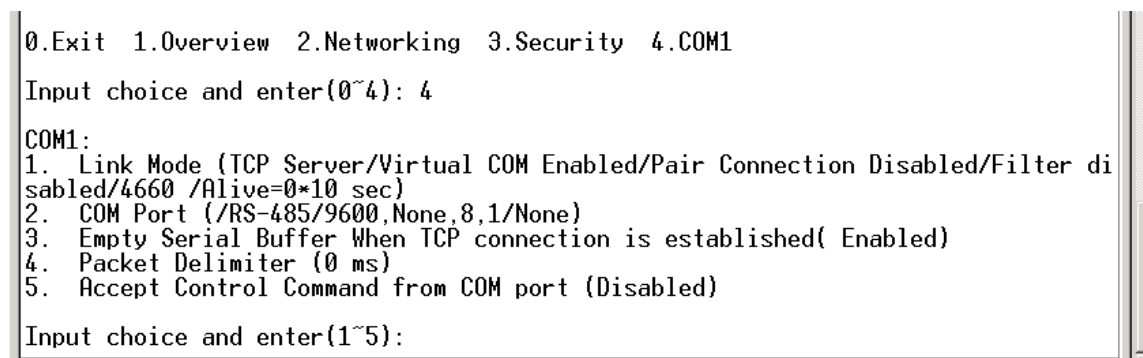 0.Exit  1.Overview  2.Networking  3.Security  4.COM1
Input choice and enter(0~4): 4
COM1:
1.  Link Mode (TCP Server/Virtual COM Enabled/Pair Connection Disabled/Filter di
sabled/4660 /Alive=0*10 sec)
2.  COM Port (/RS-485/9600,None,8,1/None)
3.  Empty Serial Buffer When TCP connection is established( Enabled)
4.  Packet Delimiter (0 ms)
5.  Accept Control Command from COM port (Disabled)
Input choice and enter(1~5):